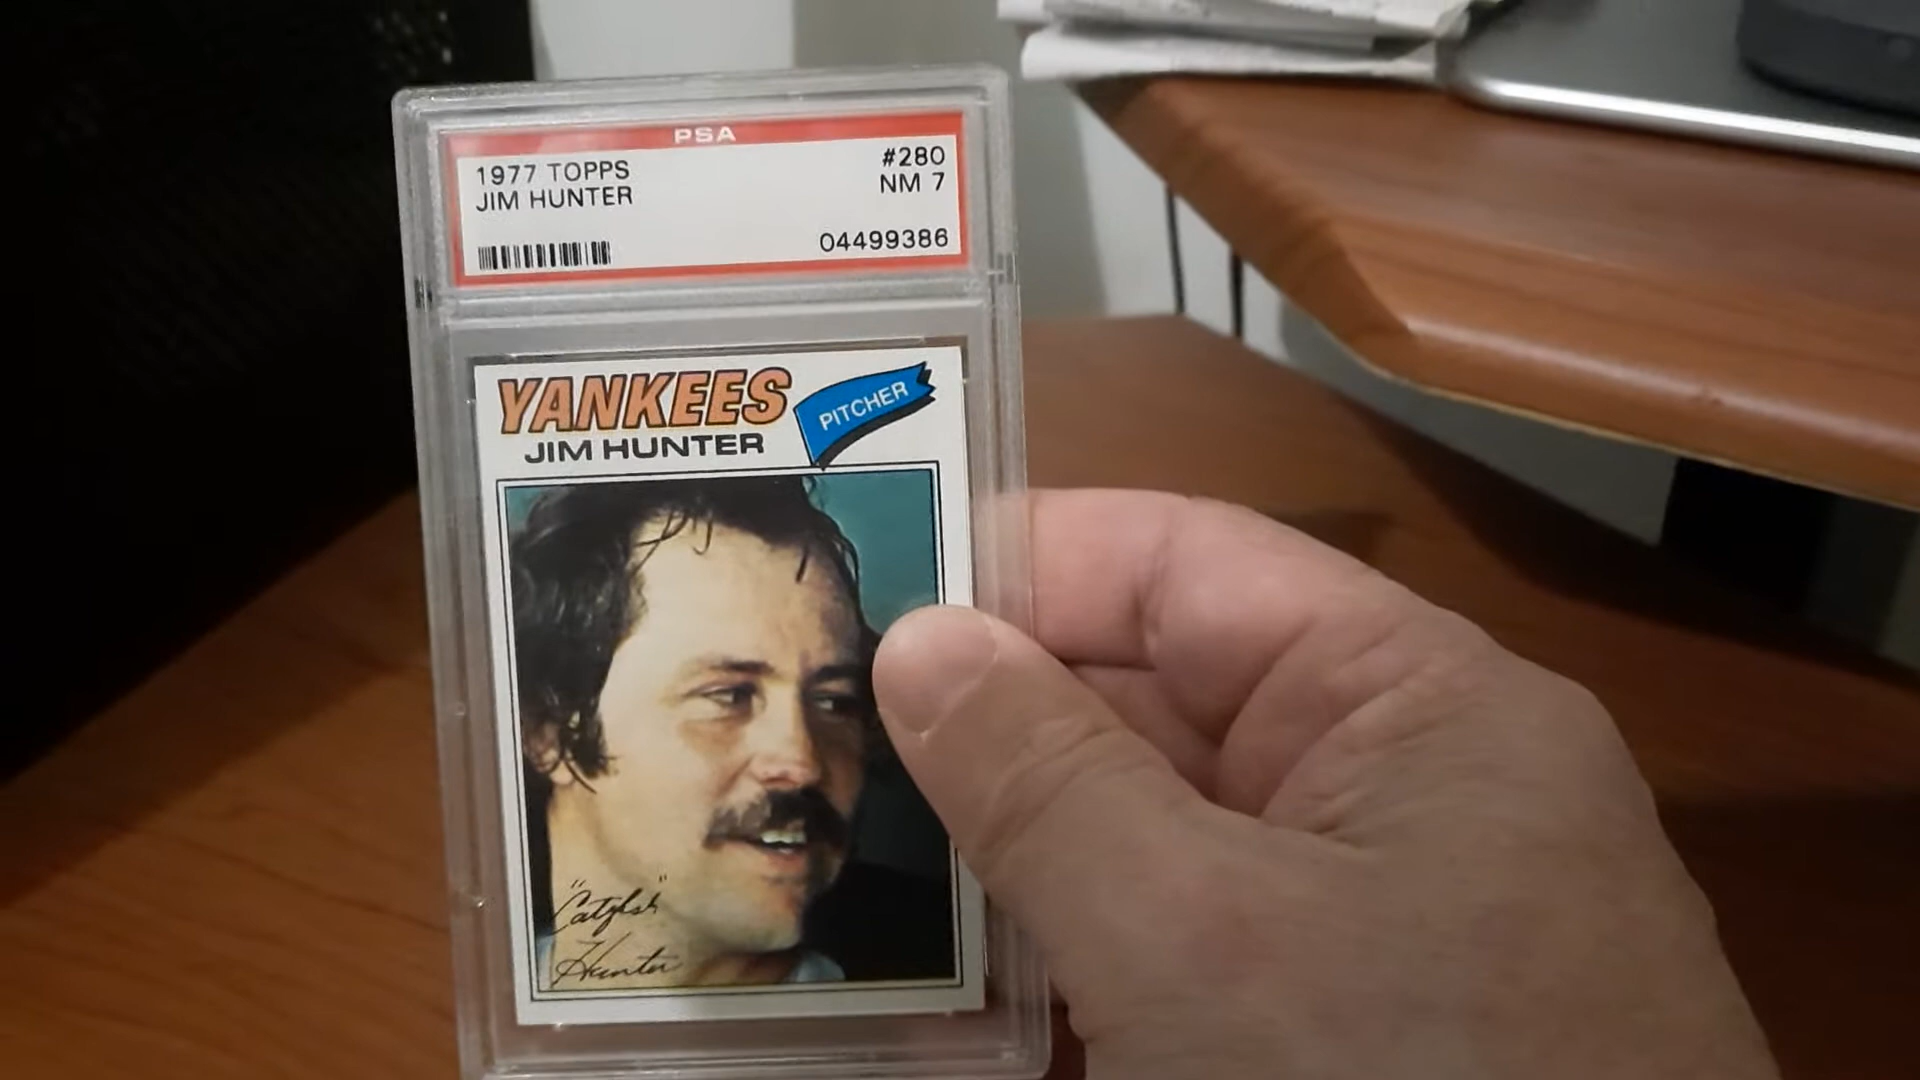 PSA
1977 TOPPS #280
JIM HUNTER NM 7
04499386
YANKEES
PITCHER
JIM HUNTER
"Catfish"
Hunter